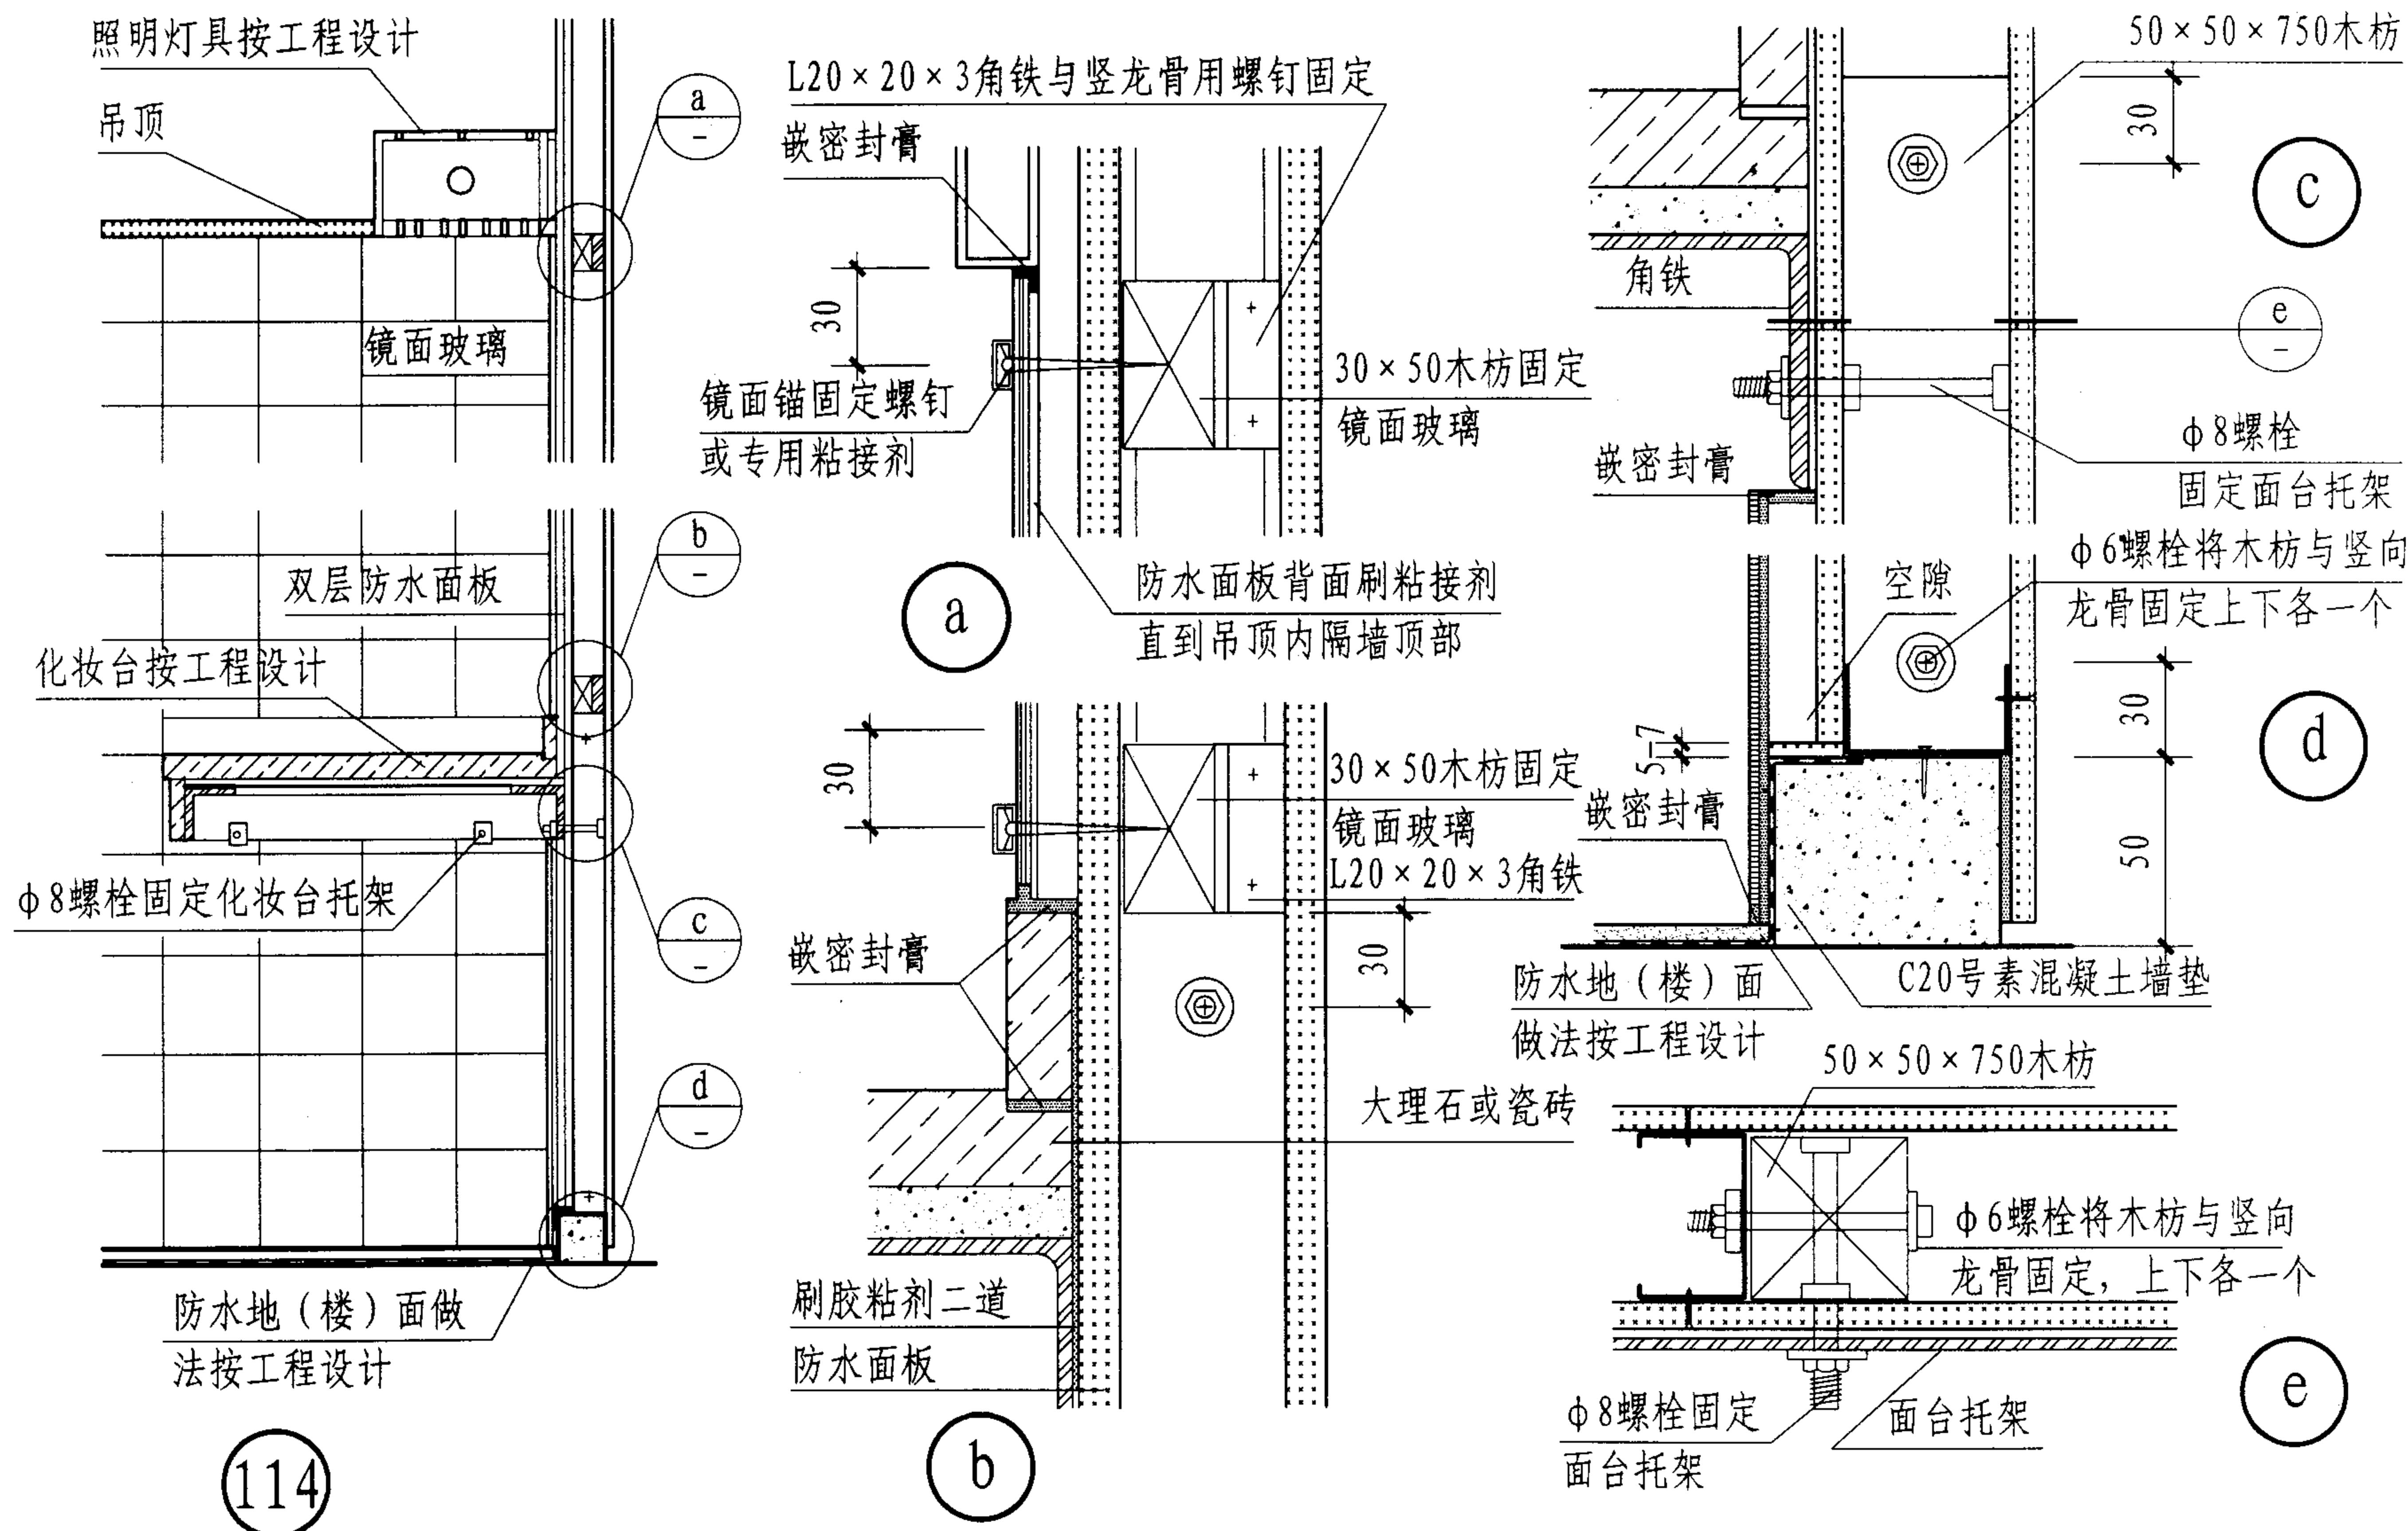 照明灯具按工程设计
吊顶
a
–
镜面玻璃
b
–
双层防水面板
化妆台按工程设计
φ8螺栓固定化妆台托架
c
–
d
–
防水地（楼）面做
法按工程设计
114
L20×20×3角铁与竖龙骨用螺钉固定
嵌密封膏
30
镜面锚固定螺钉
或专用粘接剂
30×50木枋固定
镜面玻璃
防水面板背面刷粘接剂
直到吊顶内隔墙顶部
a
30
30×50木枋固定
镜面玻璃
L20×20×3角铁
嵌密封膏
30
大理石或瓷砖
刷胶粘剂二道
防水面板
b
50×50×750木枋
30
c
角铁
e
–
φ8螺栓
固定面台托架
嵌密封膏
φ6螺栓将木枋与竖向
龙骨固定上下各一个
空隙
30
5–7
50
d
嵌密封膏
防水地（楼）面
做法按工程设计
C20号素混凝土墙垫
50×50×750木枋
φ6螺栓将木枋与竖向
龙骨固定，上下各一个
φ8螺栓固定
面台托架
面台托架
e